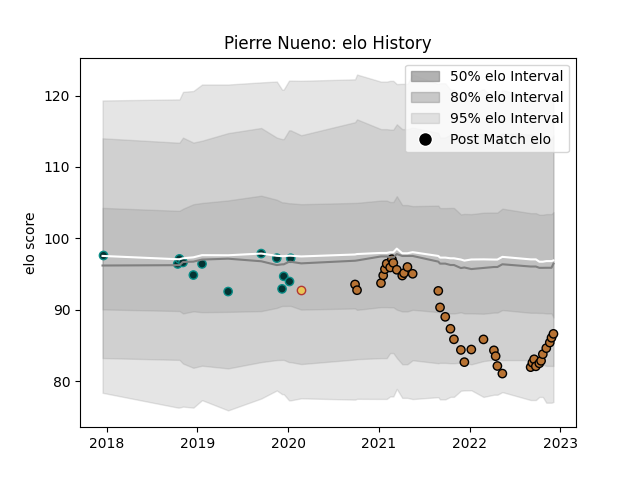 Pierre Nueno: elo History
50% elo Interval
80% elo Interval
95% elo Interval
Post Match elo
elo score
120
110
100
90
80
2018 2019 2020 2021 2022 2023